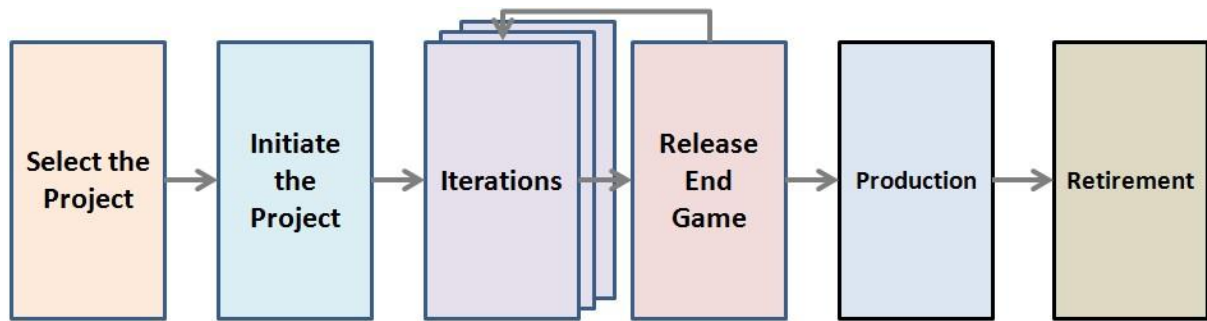 Select the
Project
Initiate
the
Project
Iterations
Release
End
Game
Production
Retirement